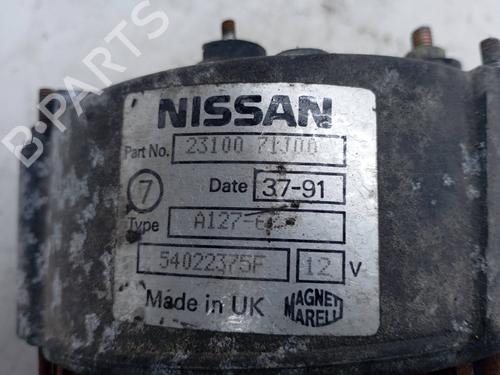 NISSAN
Part No. 23100 71J00
7 Date 37-91
Type A127-62
54022375F 12 V
Made in UK MAGNETI MARELLI
B-PARTS